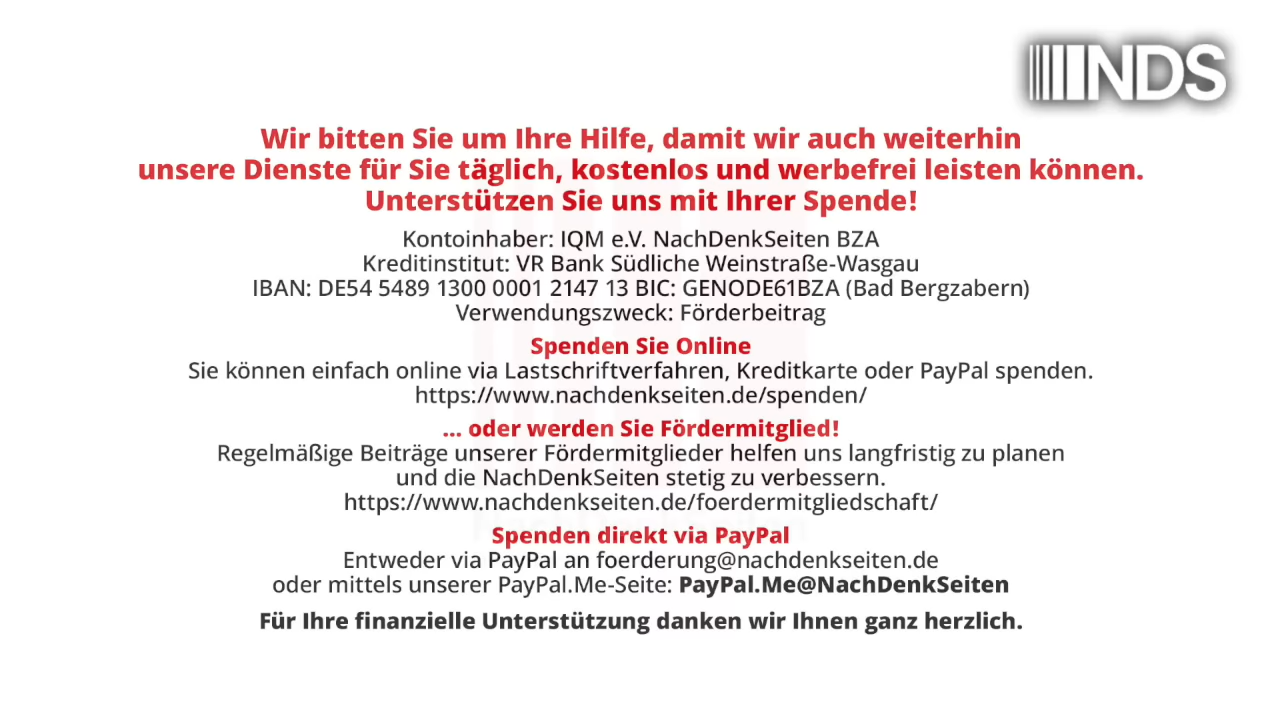 NDS
Wir bitten Sie um Ihre Hilfe, damit wir auch weiterhin
unsere Dienste für Sie täglich, kostenlos und werbefrei leisten können.
Unterstützen Sie uns mit Ihrer Spende!
Kontoinhaber: IQM e.V. NachDenkSeiten BZA
Kreditinstitut: VR Bank Südliche Weinstraße-Wasgau
IBAN: DE54 5489 1300 0001 2147 13 BIC: GENODE61BZA (Bad Bergzabern)
Verwendungszweck: Förderbeitrag
Spenden Sie Online
Sie können einfach online via Lastschriftverfahren, Kreditkarte oder PayPal spenden.
https://www.nachdenkseiten.de/spenden/
... oder werden Sie Fördermitglied!
Regelmäßige Beiträge unserer Fördermitglieder helfen uns langfristig zu planen
und die NachDenkSeiten stetig zu verbessern.
https://www.nachdenkseiten.de/foerdermitgliedschaft/
Spenden direkt via PayPal
Entweder via PayPal an foerderung@nachdenkseiten.de
oder mittels unserer PayPal.Me-Seite: PayPal.Me@NachDenkSeiten
Für Ihre finanzielle Unterstützung danken wir Ihnen ganz herzlich.